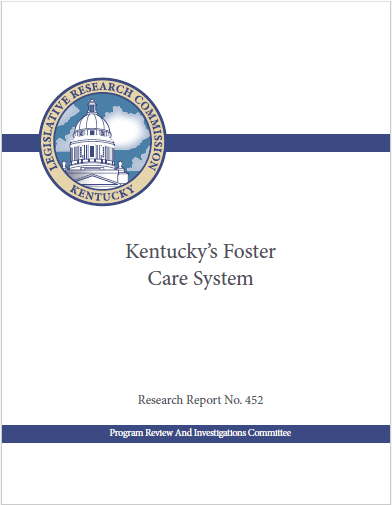 LEGISLATIVE RESEARCH COMMISSION
KENTUCKY
Kentucky's Foster
Care System
Research Report No. 452
Program Review And Investigations Committee